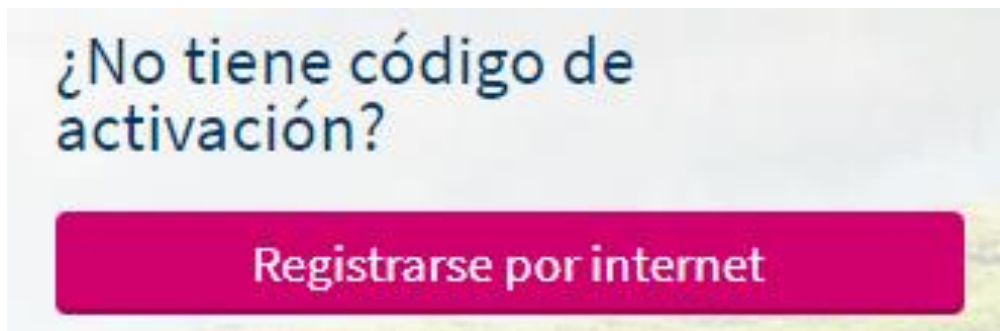 ¿No tiene código de
activación?
Registrarse por internet